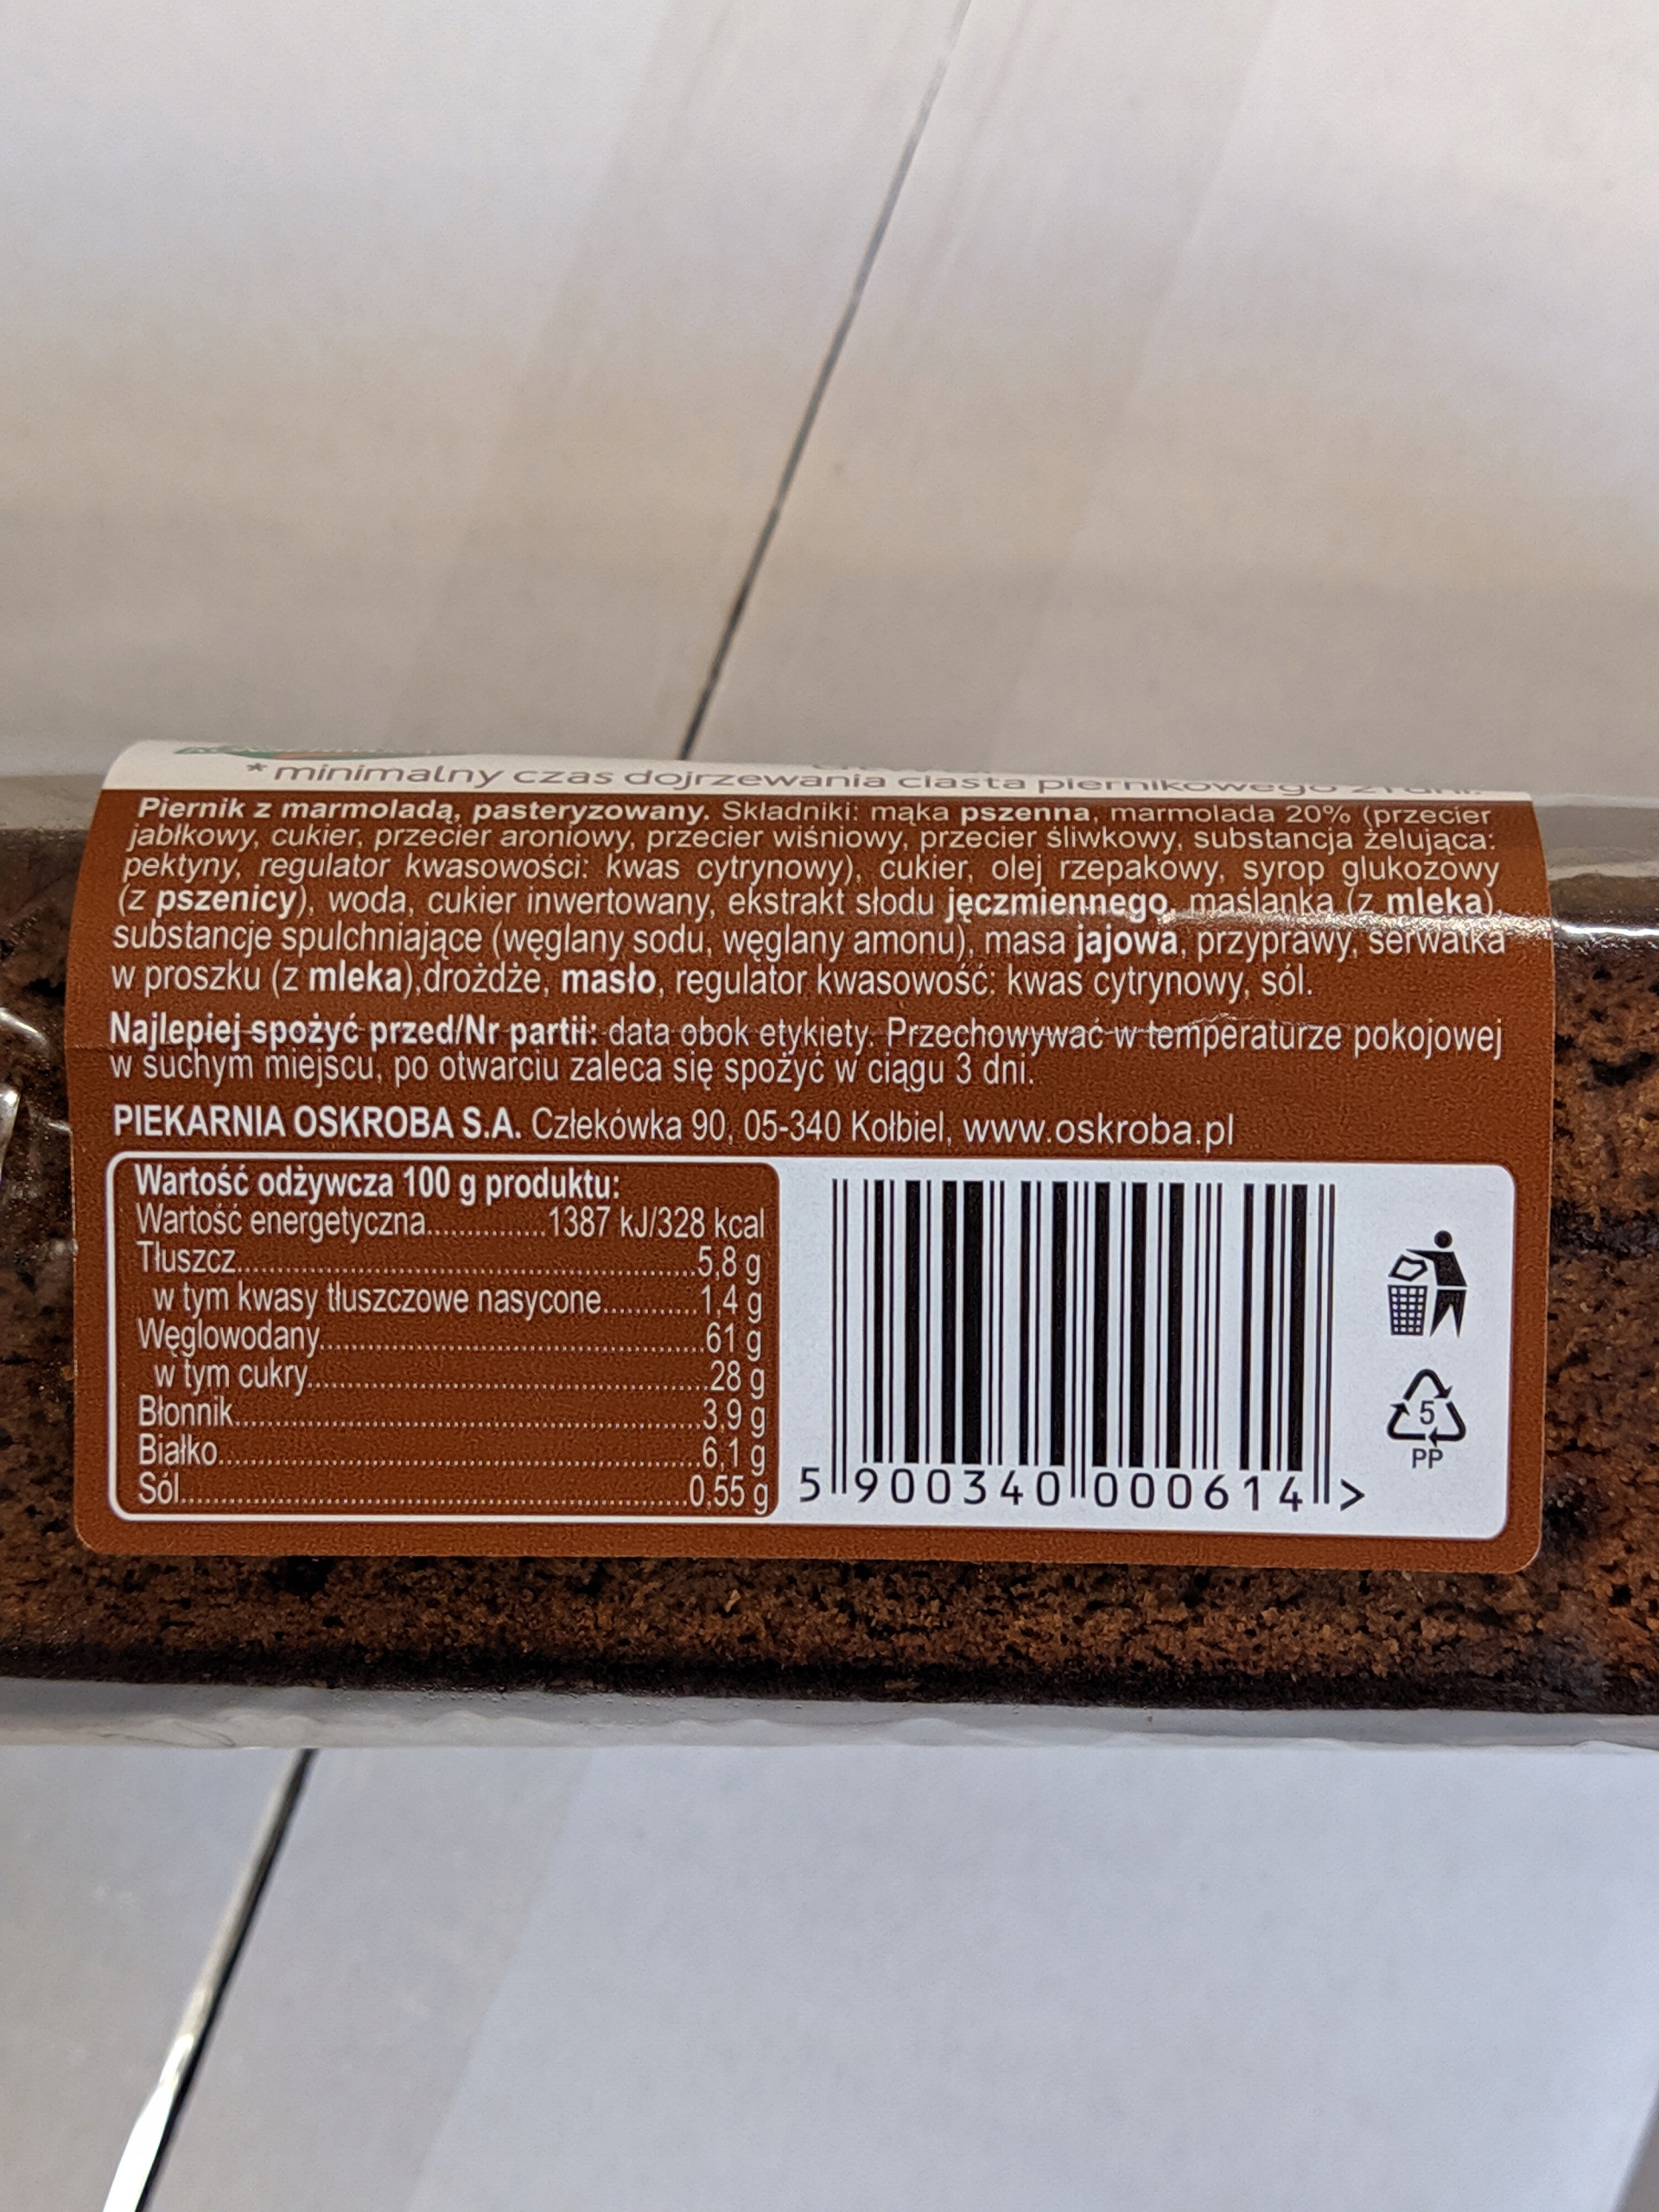 * minimalny czas dojrzewania ciasta piernikowego 21 dni.
Piernik z marmoladą, pasteryzowany. Składniki: mąka pszenna, marmolada 20% (przecier
jabłkowy, cukier, przecier aroniowy, przecier wiśniowy, przecier śliwkowy, substancja żelująca:
pektyny, regulator kwasowości: kwas cytrynowy), cukier, olej rzepakowy, syrop glukozowy
(z pszenicy), woda, cukier inwertowany, ekstrakt słodu jęczmiennego, maślanka (z mleka),
substancje spulchniające (węglany sodu, węglany amonu), masa jajowa, przyprawy, serwatka
w proszku (z mleka),drożdże, masło, regulator kwasowość: kwas cytrynowy, sól.
Najlepiej spożyć przed/Nr partii: data obok etykiety. Przechowywać w temperaturze pokojowej
w suchym miejscu, po otwarciu zaleca się spożyć w ciągu 3 dni.
PIEKARNIA OSKROBA S.A. Człekówka 90, 05-340 Kołbiel, www.oskroba.pl
Wartość odżywcza 100 g produktu:
Wartość energetyczna...............1387 kJ/328 kcal
Tłuszcz..........................................................5,8 g
w tym kwasy tłuszczowe nasycone............1,4 g
Węglowodany................................................61 g
w tym cukry..................................................28 g
Błonnik..........................................................3,9 g
Białko............................................................6,1 g
Sól...............................................................0,55 g
5 900340 000614 >
5
PP